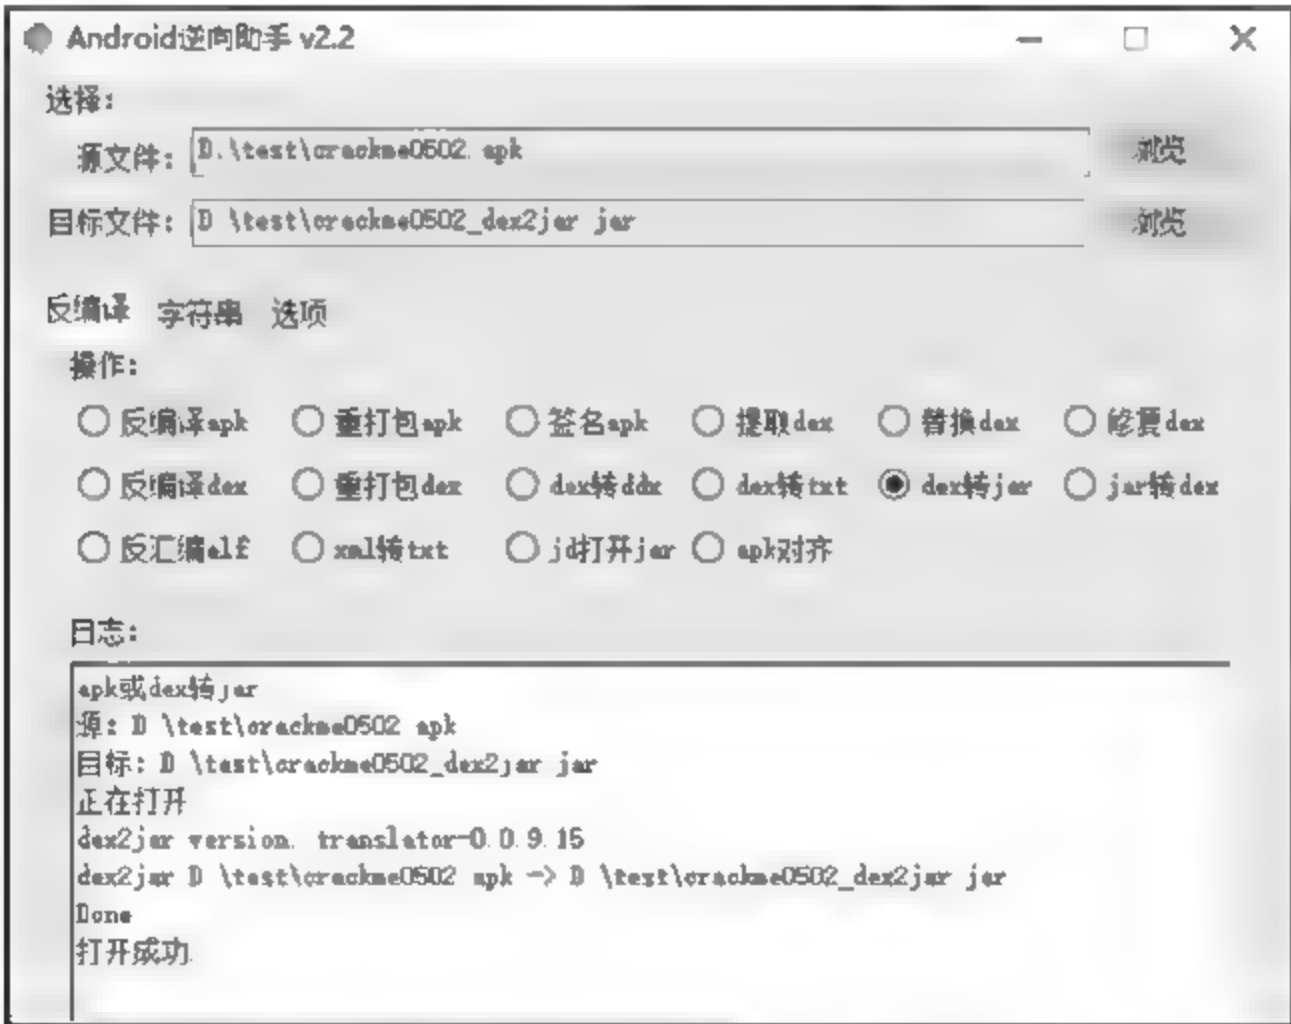 Android逆向助手 v2.2
选择:
源文件: D:\test\crackme0502.apk 浏览
目标文件: D:\test\crackme0502_dex2jar.jar 浏览
反编译 字符串 选项
操作:
反编译apk 重打包apk 签名apk 提取dex 替换dex 修复dex
反编译dex 重打包dex dex转ddx dex转txt dex转jar jar转dex
反汇编elf xml转txt jd打开jar apk对齐
日志:
apk或dex转jar
源: D:\test\crackme0502.apk
目标: D:\test\crackme0502_dex2jar.jar
正在打开
dex2jar version: translator-0.0.9.15
dex2jar D:\test\crackme0502.apk -> D:\test\crackme0502_dex2jar.jar
Done
打开成功.